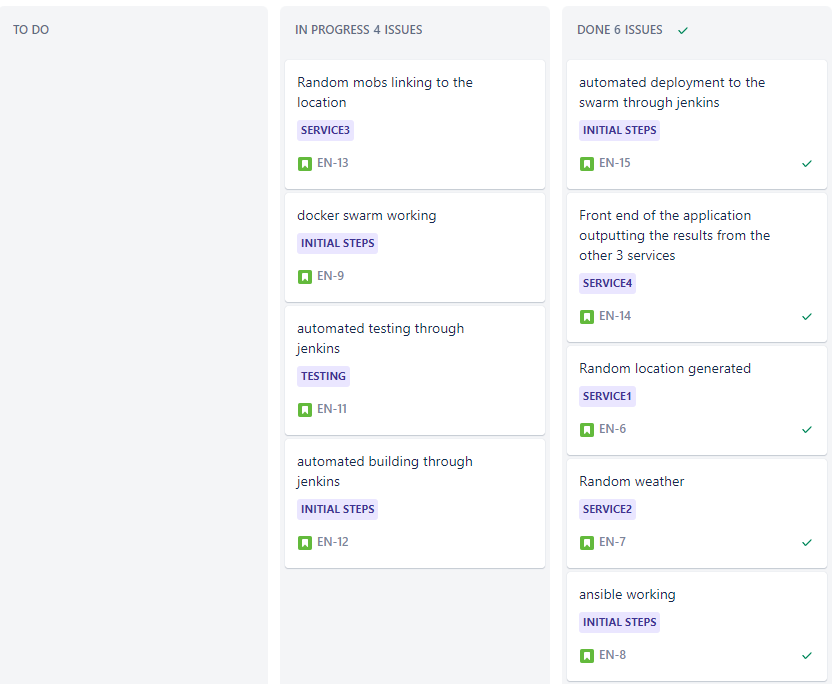 TO DO
IN PROGRESS 4 ISSUES
Random mobs linking to the
location
SERVICE3
EN-13
docker swarm working
INITIAL STEPS
EN-9
automated testing through
jenkins
TESTING
EN-11
automated building through
jenkins
INITIAL STEPS
EN-12
DONE 6 ISSUES
automated deployment to the
swarm through jenkins
INITIAL STEPS
EN-15
Front end of the application
outputting the results from the
other 3 services
SERVICE4
EN-14
Random location generated
SERVICE1
EN-6
Random weather
SERVICE2
EN-7
ansible working
INITIAL STEPS
EN-8